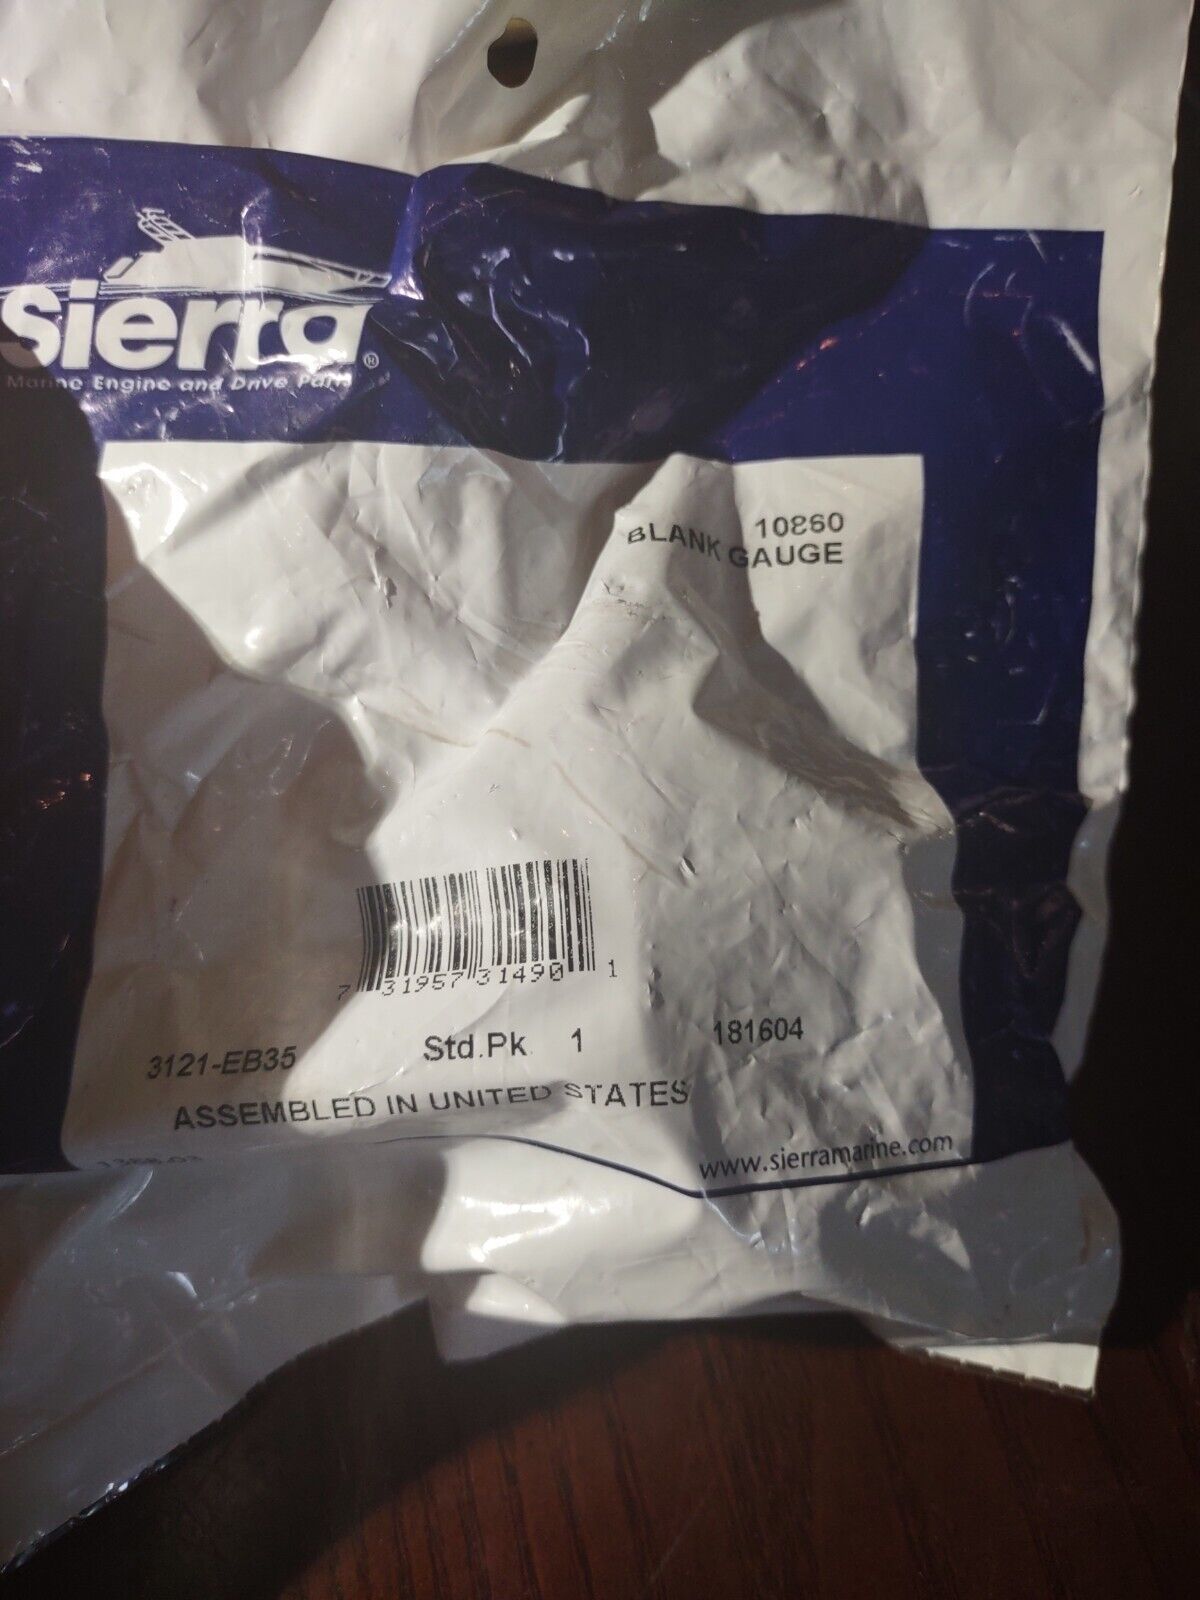 Sierra®
Marine Engine and Drive Parts
10860
BLANK GAUGE
7 31957 31490 1
3121-EB35 Std.Pk. 1 181604
ASSEMBLED IN UNITED STATES
www.sierramarine.com